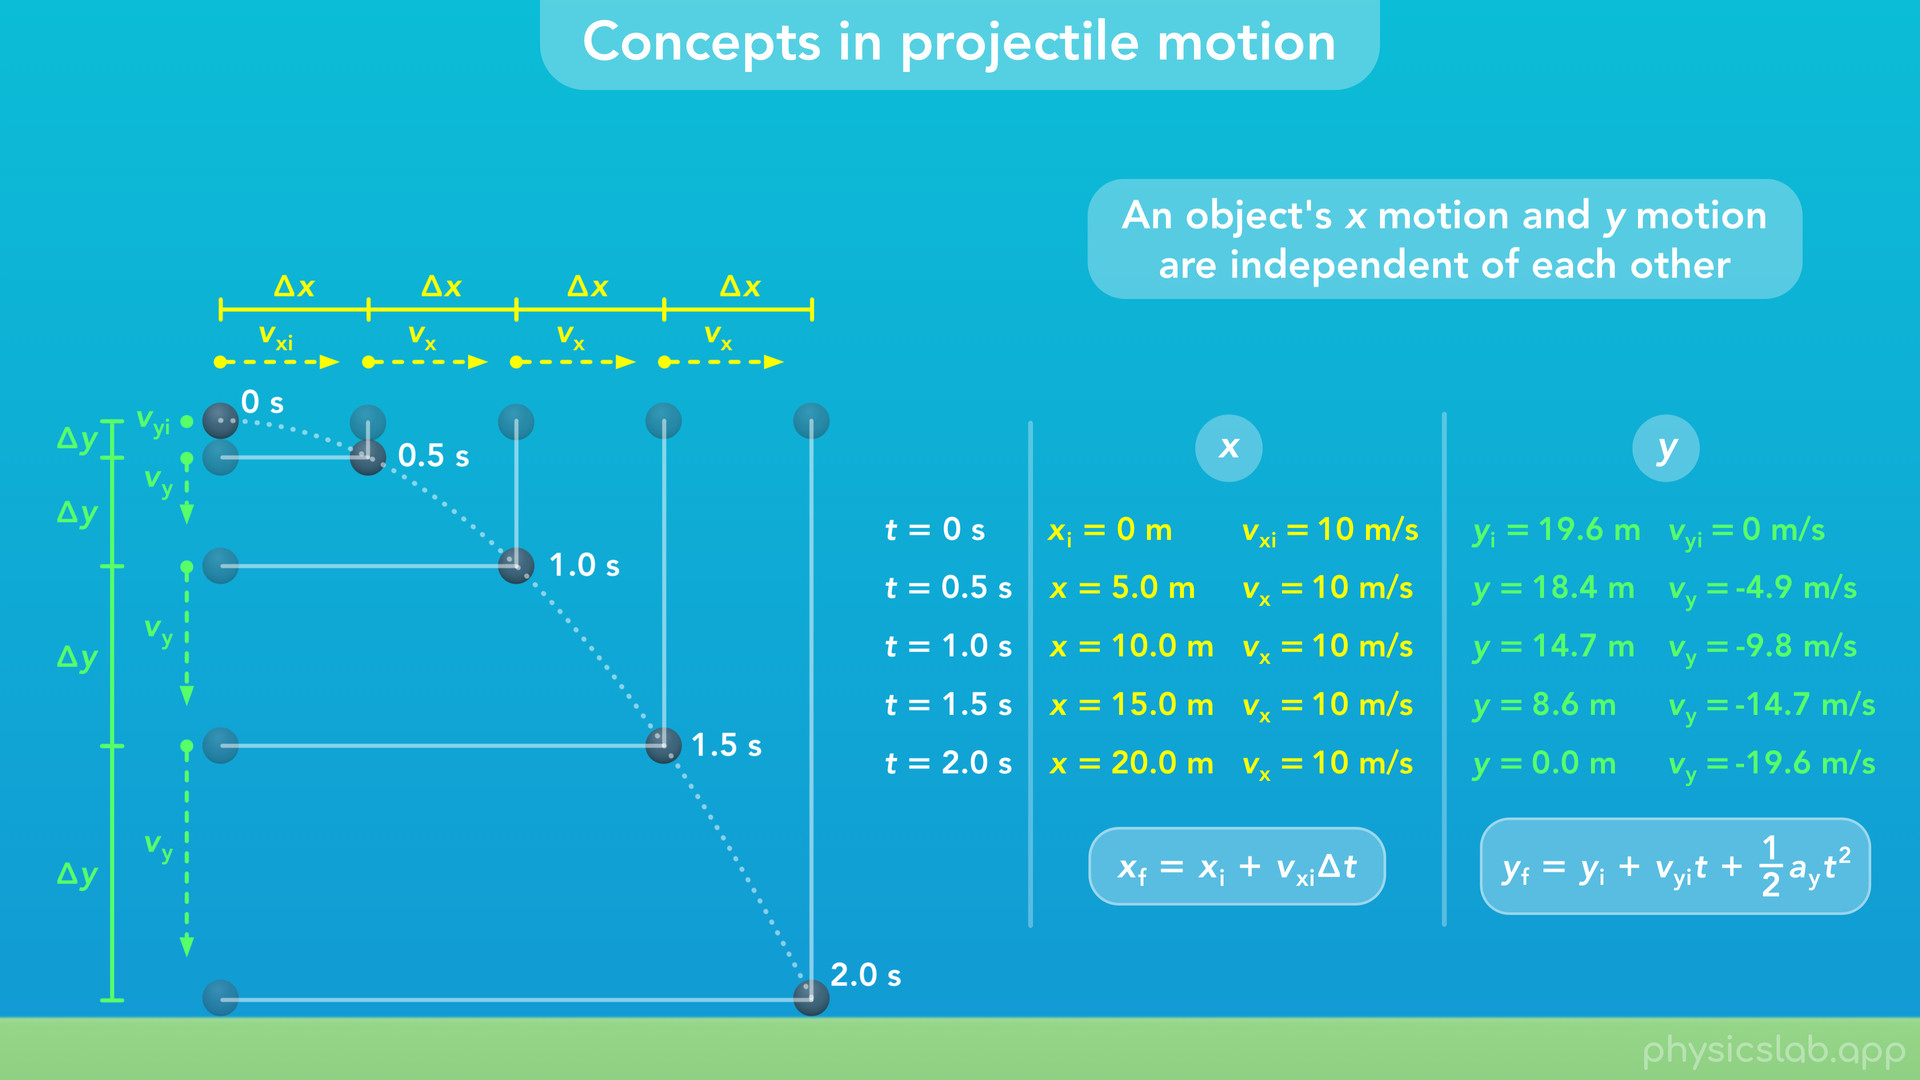 Concepts in projectile motion
An object's x motion and y motion
are independent of each other
Δx Δx Δx Δx
vxi vx vx vx
0 s
0.5 s
1.0 s
1.5 s
2.0 s
vyi
Δy
vy
Δy
vy
Δy
vy
Δy
x y
t = 0 s xi = 0 m vxi = 10 m/s yi = 19.6 m vyi = 0 m/s
t = 0.5 s x = 5.0 m vx = 10 m/s y = 18.4 m vy = -4.9 m/s
t = 1.0 s x = 10.0 m vx = 10 m/s y = 14.7 m vy = -9.8 m/s
t = 1.5 s x = 15.0 m vx = 10 m/s y = 8.6 m vy = -14.7 m/s
t = 2.0 s x = 20.0 m vx = 10 m/s y = 0.0 m vy = -19.6 m/s
xf = xi + vxiΔt
yf = yi + vyit + 1/2 ayt²
physicslab.app